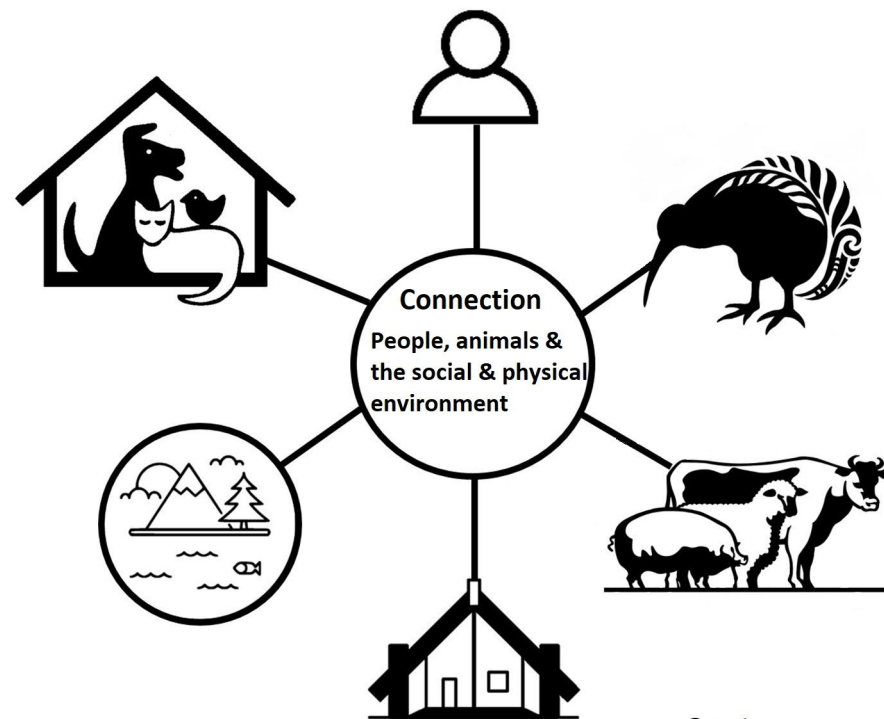 Connection
People, animals &
the social & physical
environment